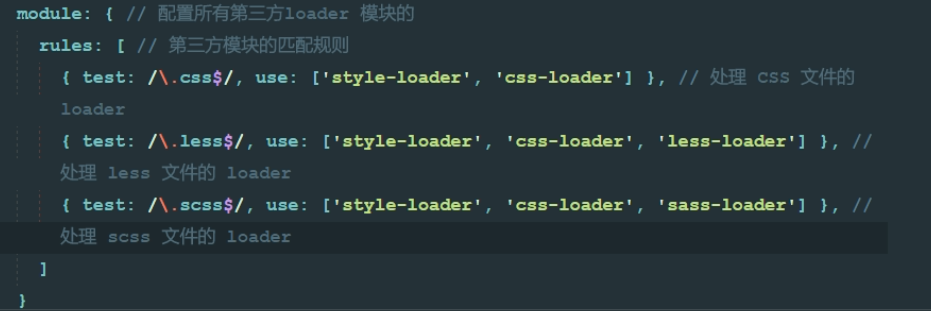 module: { // 配置所有第三方loader 模块的
rules: [ // 第三方模块的匹配规则
{ test: /\.css$/, use: ['style-loader', 'css-loader'] }, // 处理 css 文件的
loader
{ test: /\.less$/, use: ['style-loader', 'css-loader', 'less-loader'] }, //
处理 less 文件的 loader
{ test: /\.scss$/, use: ['style-loader', 'css-loader', 'sass-loader'] }, //
处理 scss 文件的 loader
]
}